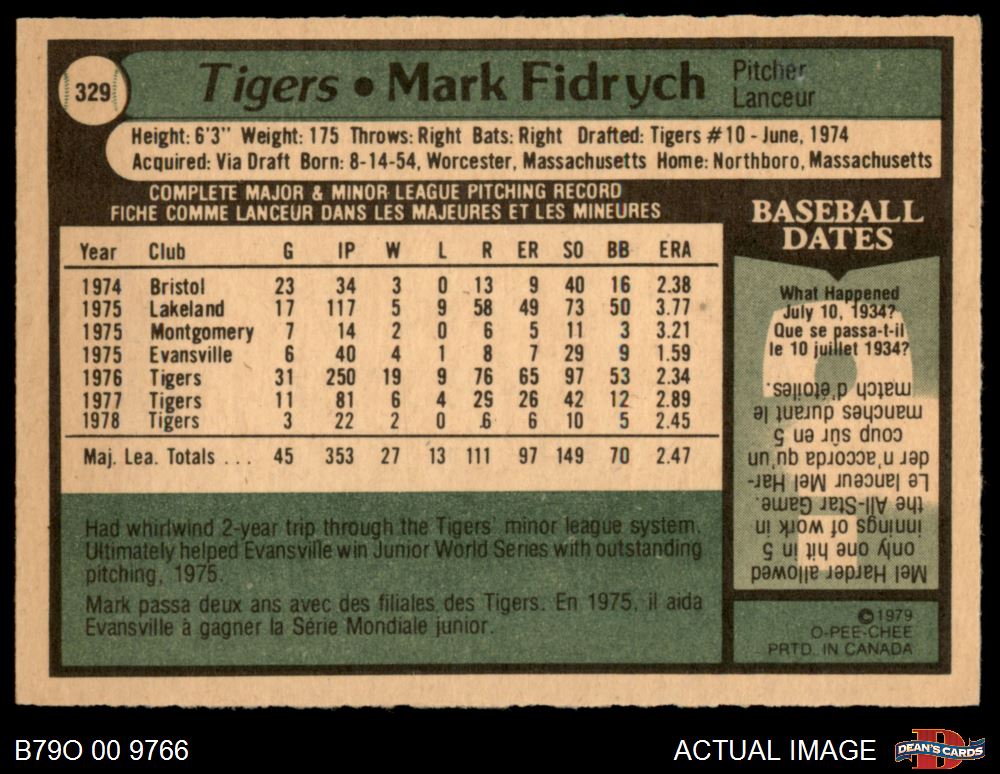 329
Tigers • Mark Fidrych
Pitcher
Lanceur
Height: 6'3" Weight: 175 Throws: Right Bats: Right Drafted: Tigers #10 - June, 1974
Acquired: Via Draft Born: 8-14-54, Worcester, Massachusetts Home: Northboro, Massachusetts
COMPLETE MAJOR & MINOR LEAGUE PITCHING RECORD
FICHE COMME LANCEUR DANS LES MAJEURES ET LES MINEURES
Year Club G IP W L R ER SO BB ERA
1974 Bristol 23 34 3 0 13 9 40 16 2.38
1975 Lakeland 17 117 5 9 58 49 73 50 3.77
1975 Montgomery 7 14 2 0 6 5 11 3 3.21
1975 Evansville 6 40 4 1 8 7 29 9 1.59
1976 Tigers 31 250 19 9 76 65 97 53 2.34
1977 Tigers 11 81 6 4 29 26 42 12 2.89
1978 Tigers 3 22 2 0 6 6 10 5 2.45
Maj. Lea. Totals ... 45 353 27 13 111 97 149 70 2.47
Had whirlwind 2-year trip through the Tigers' minor league system.
Ultimately helped Evansville win Junior World Series with outstanding
pitching, 1975.
Mark passa deux ans avec des filiales des Tigers. En 1975, il aida
Evansville à gagner la Série Mondiale junior.
BASEBALL
DATES
What Happened
July 10, 1934?
Que se passa-t-il
le 10 juillet 1934?
Mel Harder allowed
only one hit in 5
innings of work in
the All-Star Game.
Le lanceur Mel Har-
der n'accorda qu'un
coup sûr en 5
manches durant le
match d'étoiles.
©1979
O-PEE-CHEE
PRTD. IN CANADA
B79O 00 9766
ACTUAL IMAGE
D
DEAN'S CARDS